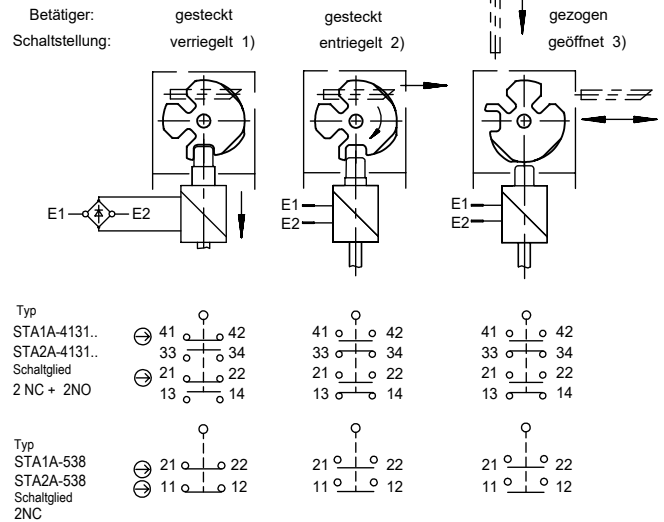 Betätiger: gesteckt gesteckt gezogen
Schaltstellung: verriegelt 1) entriegelt 2) geöffnet 3)
E1 E2
E1
E2
E1
E2
Typ
STA1A-4131.. 41 42 41 42 41 42
STA2A-4131.. 33 34 33 34 33 34
Schaltglied 21 22 21 22 21 22
2 NC + 2NO 13 14 13 14 13 14
Typ
STA1A-538 21 22 21 22 21 22
STA2A-538 11 12 11 12 11 12
Schaltglied
2NC